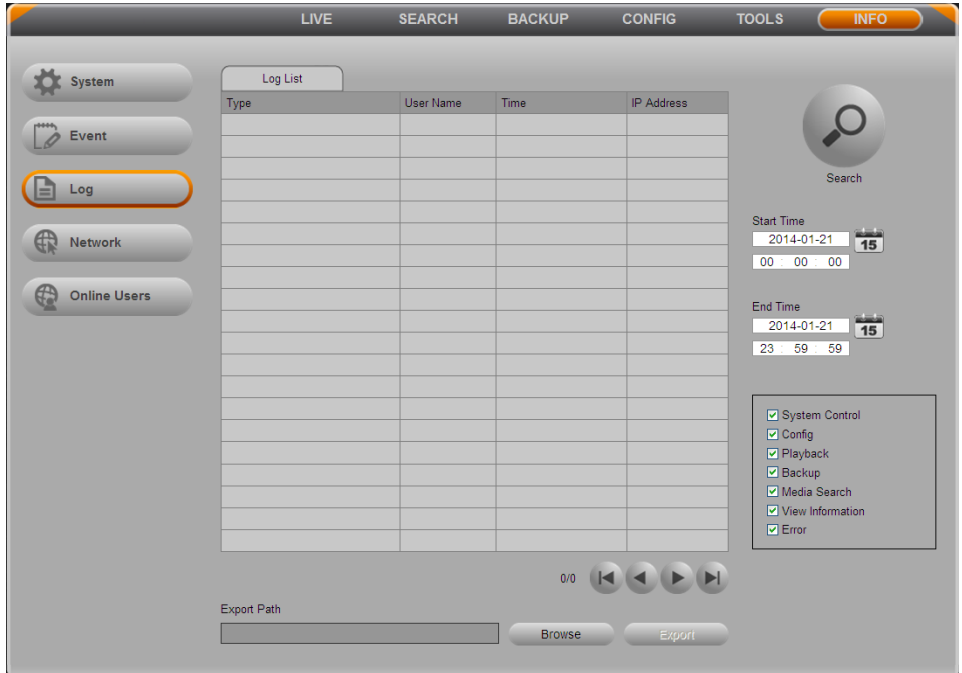 LIVE SEARCH BACKUP CONFIG TOOLS INFO
System
Event
Log
Network
Online Users
Log List
Type User Name Time IP Address
Search
Start Time
2014-01-21 15
00 : 00 : 00
End Time
2014-01-21 15
23 : 59 : 59
System Control
Config
Playback
Backup
Media Search
View Information
Error
0/0
Export Path
Browse Export